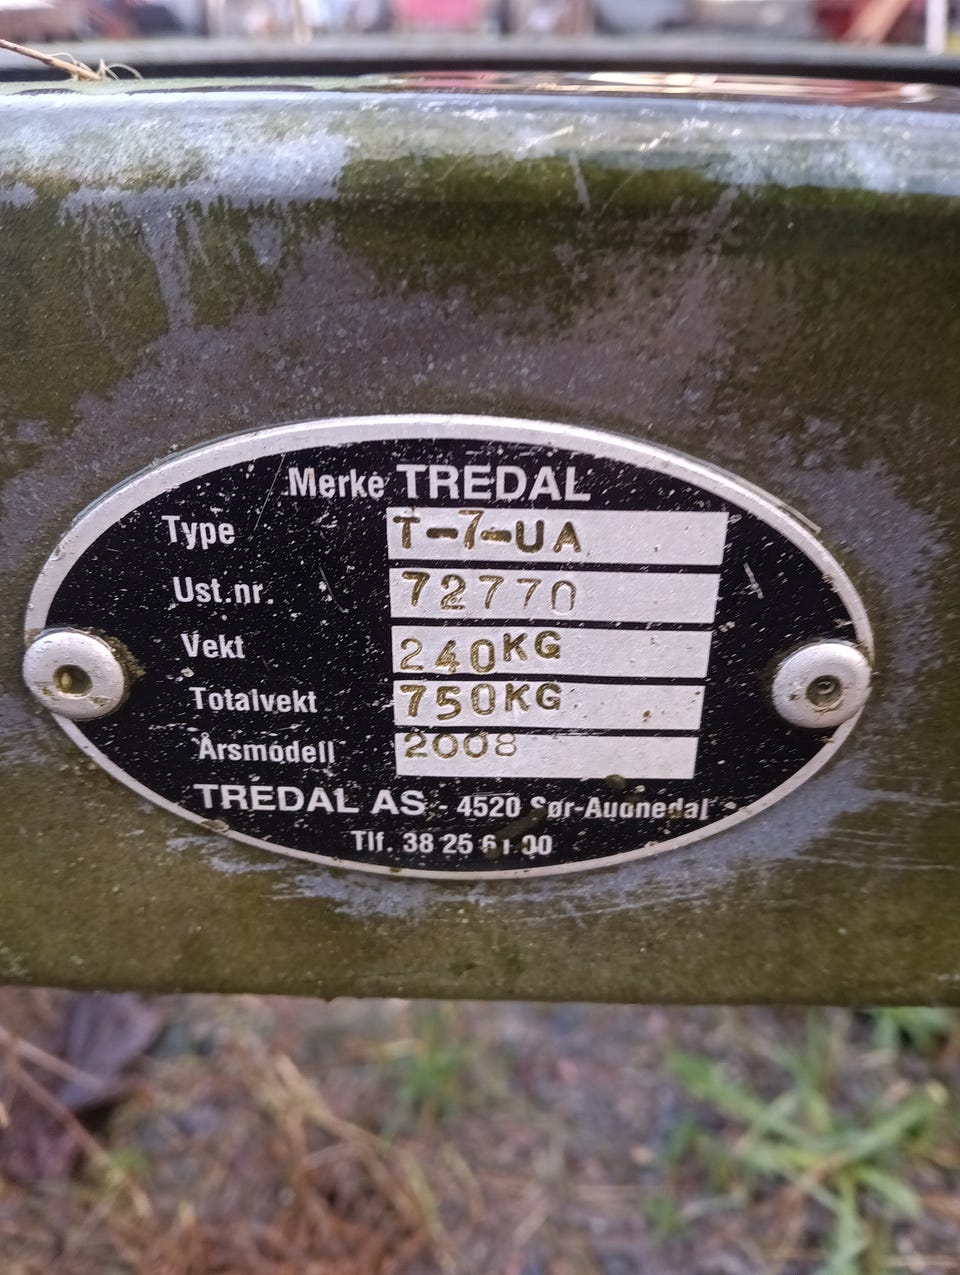 Merke TREDAL
Type T-7-UA
Ust.nr. 72770
Vekt 240KG
Totalvekt 750KG
Årsmodell 2008
TREDAL AS - 4520 Sør-Audnedal
Tlf. 38 25 61 00